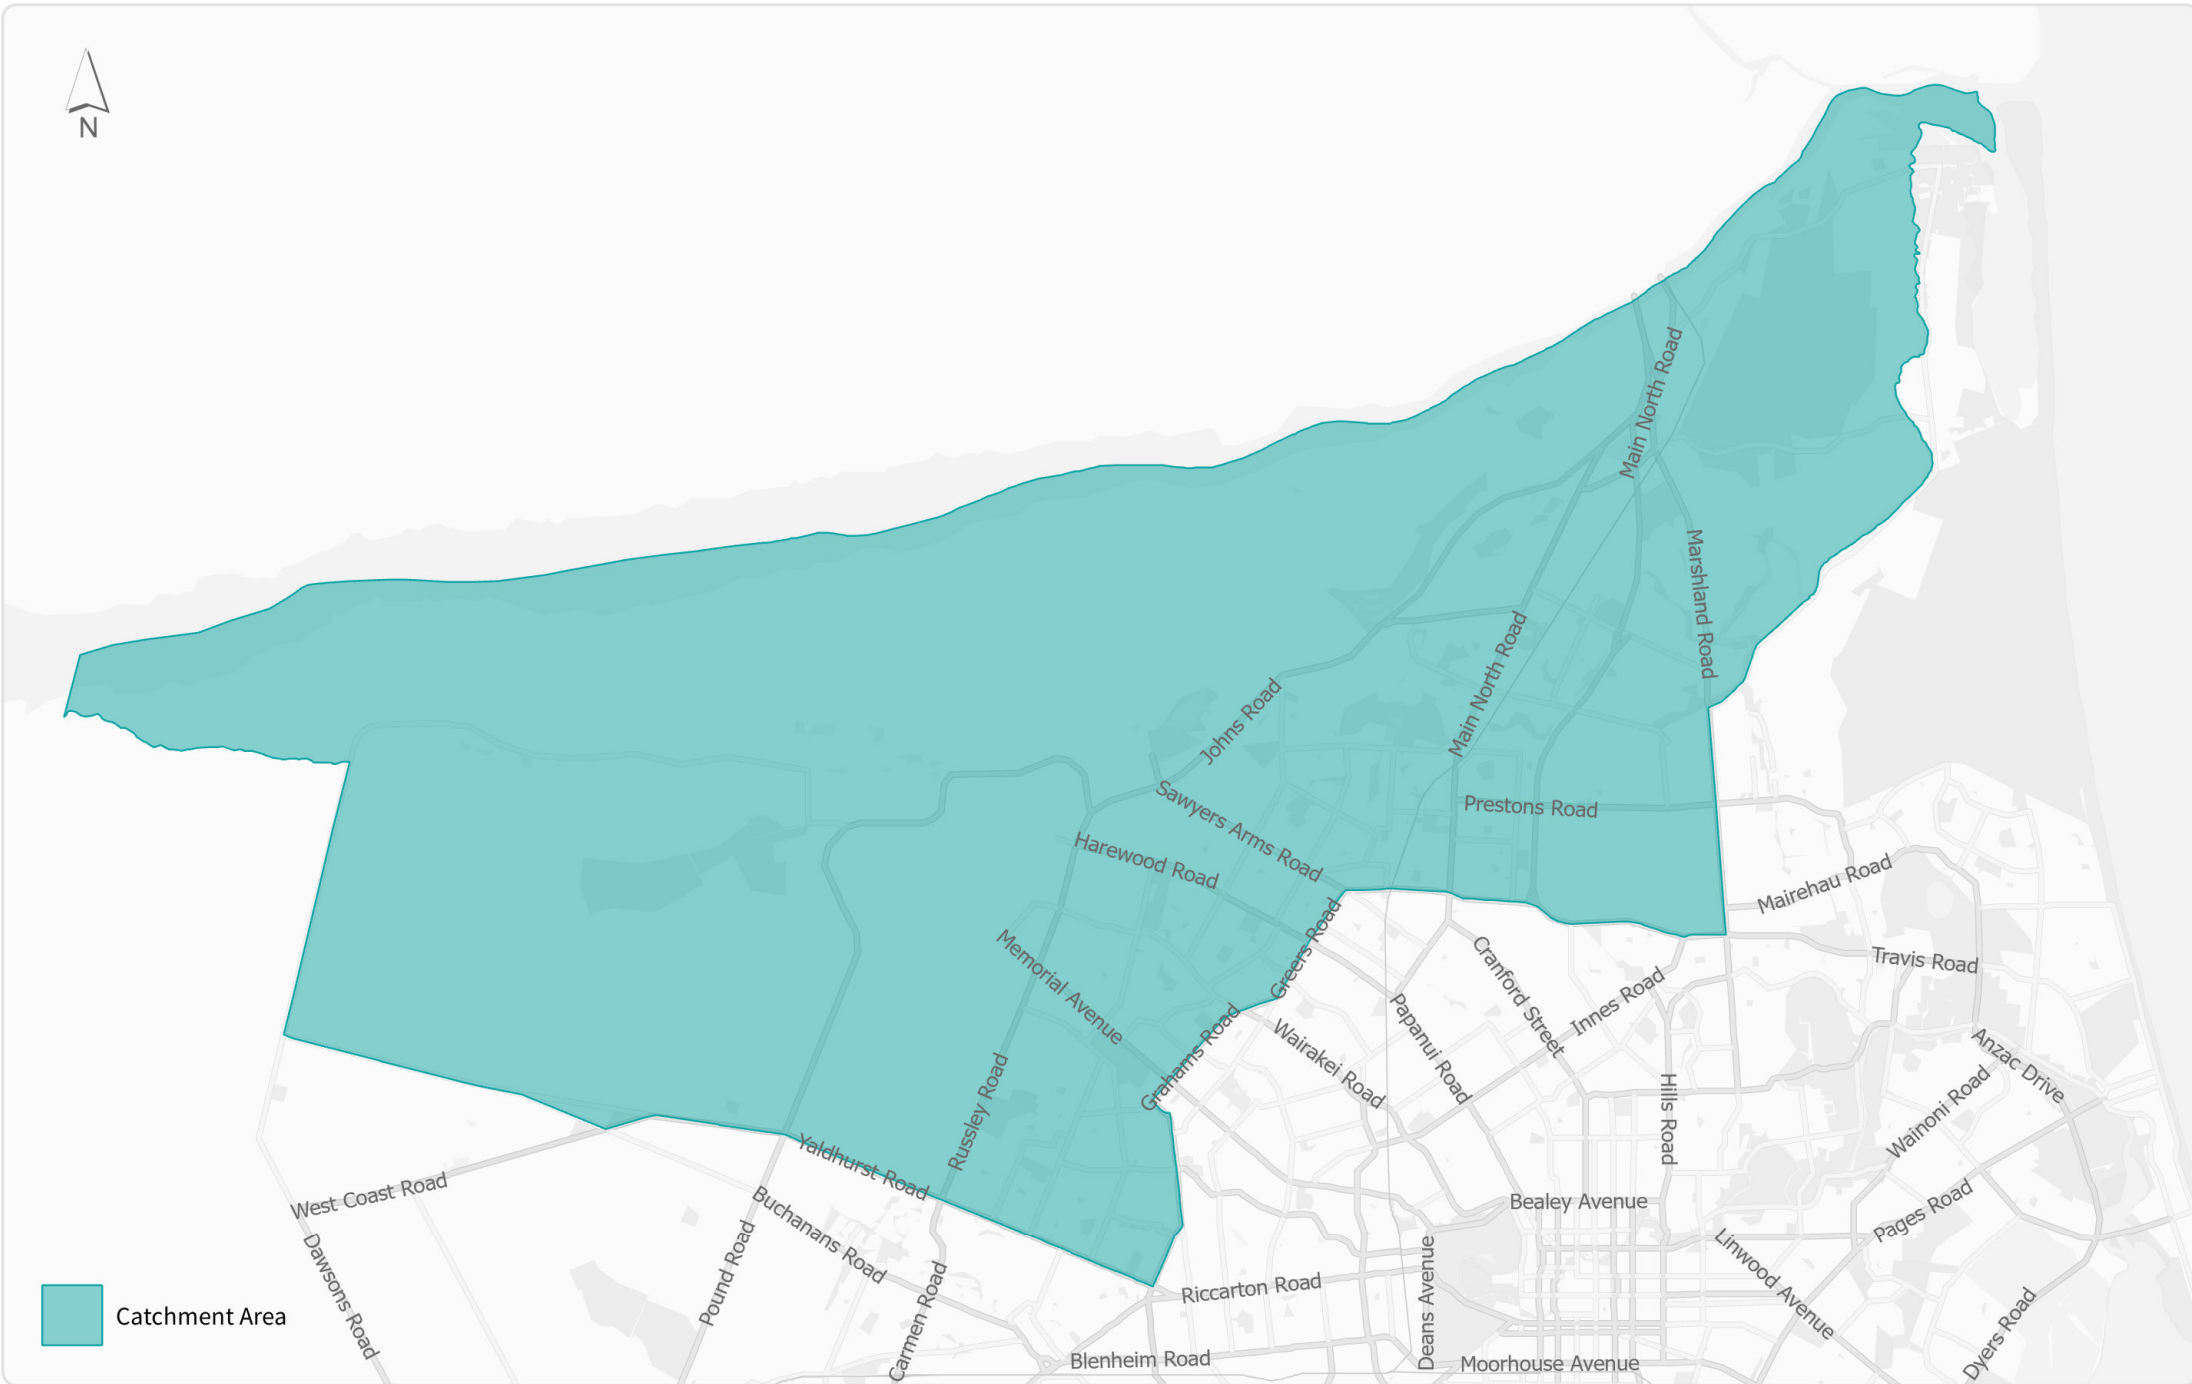 N
Main North Road
Marshland Road
Main North Road
Johns Road
Sawyers Arms Road
Prestons Road
Harewood Road
Mairehau Road
Greers Road
Memorial Avenue
Cranford Street
Travis Road
Innes Road
Papanui Road
Grahams Road
Wairakei Road
Anzac Drive
Wainoni Road
Hills Road
Russley Road
Yaldhurst Road
West Coast Road
Buchanans Road
Bealey Avenue
Pages Road
Dawsons Road
Pound Road
Carmen Road
Riccarton Road
Deans Avenue
Linwood Avenue
Dyers Road
Catchment Area
Blenheim Road
Moorhouse Avenue